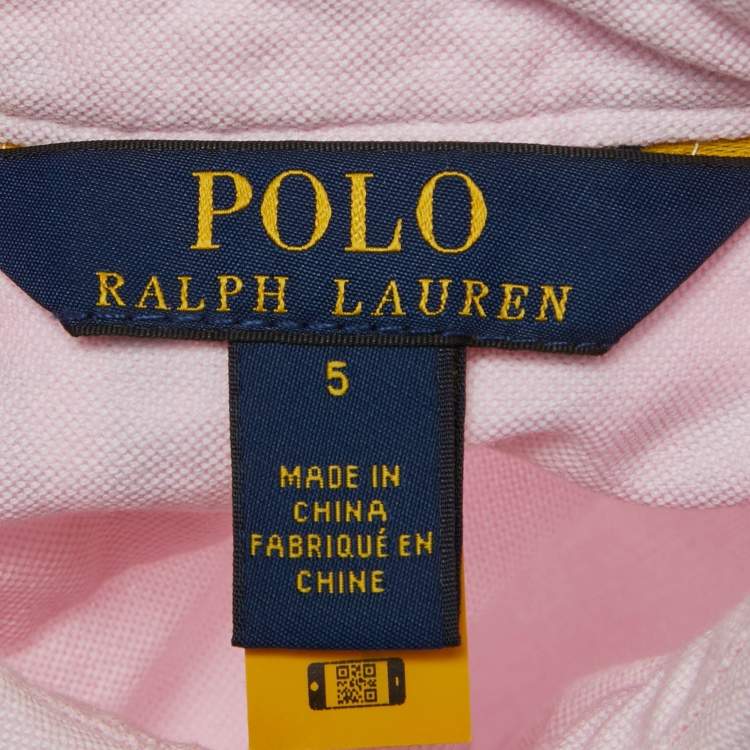 POLO
RALPH LAUREN
5
MADE IN
CHINA
FABRIQUÉ EN
CHINE